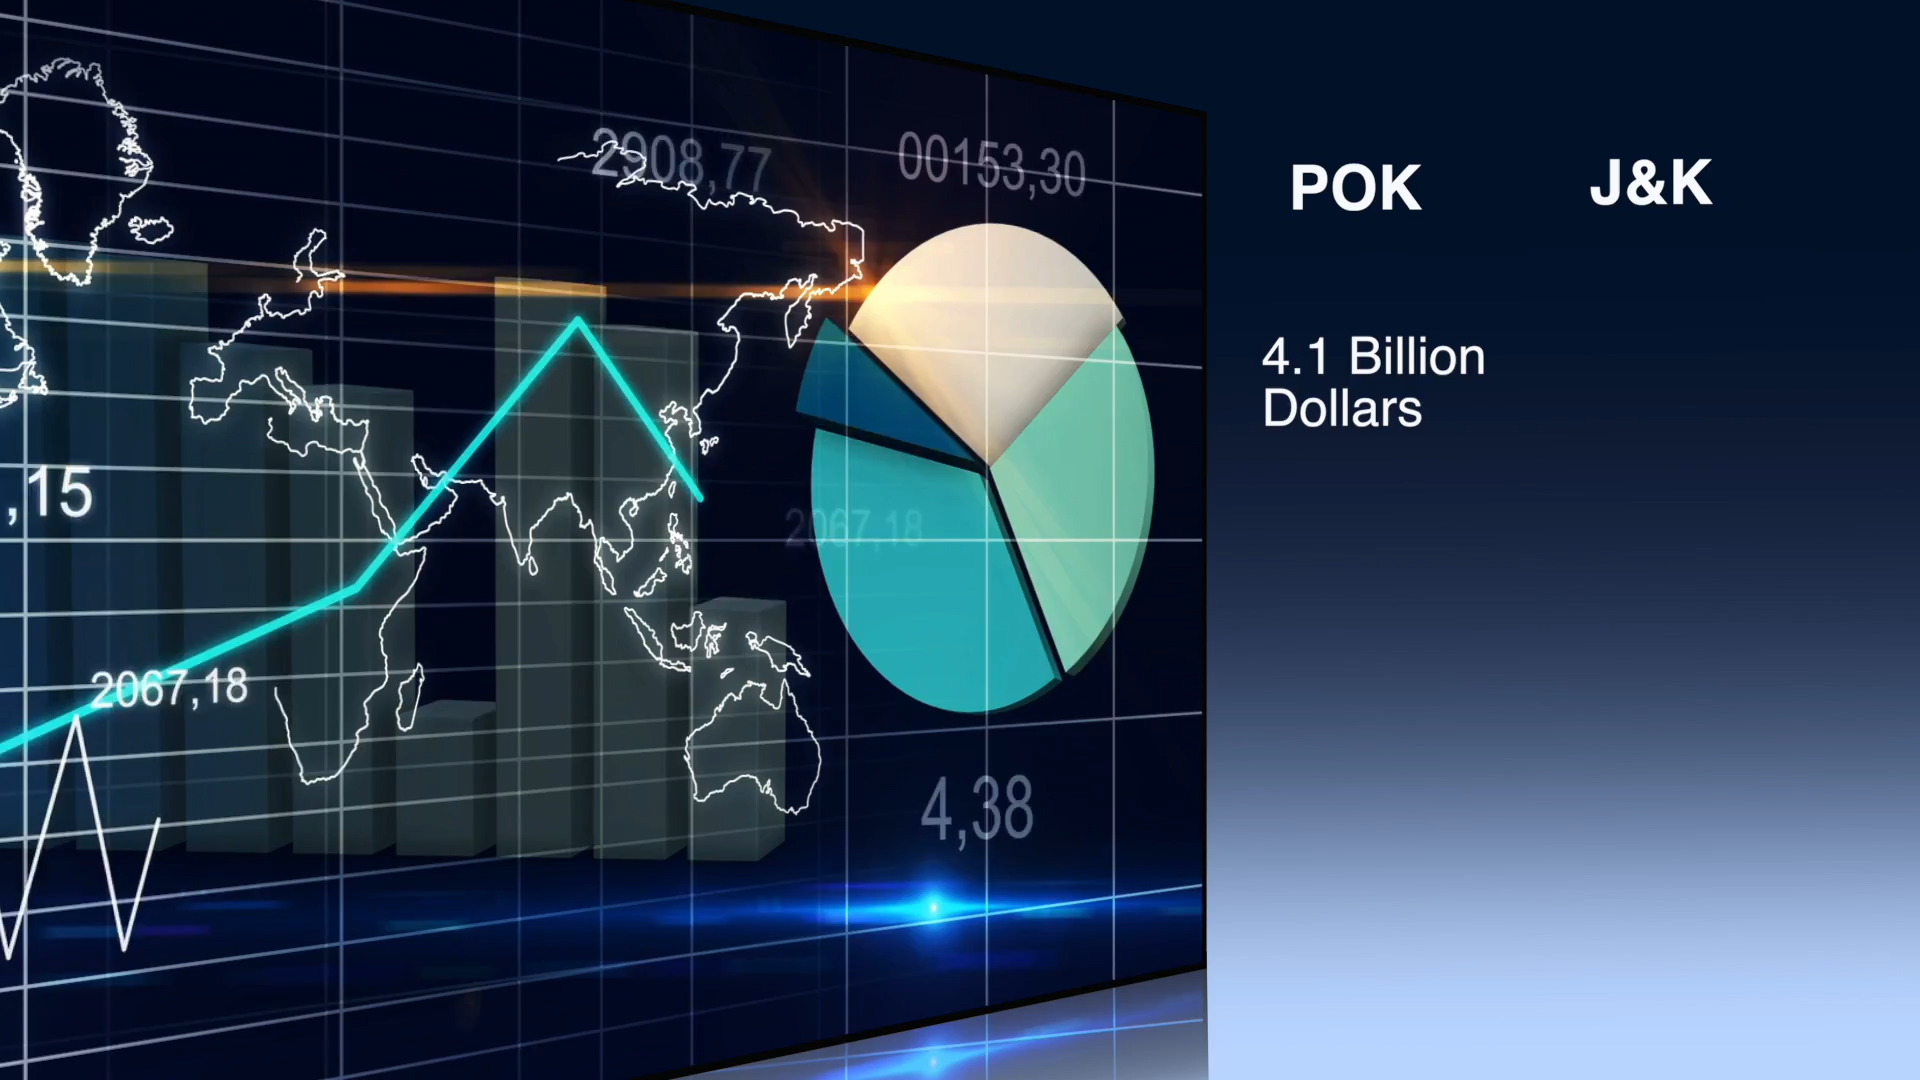 2908,77
00153,30
POK
J&K
4.1 Billion
Dollars
,15
2067,18
2067,18
4,38